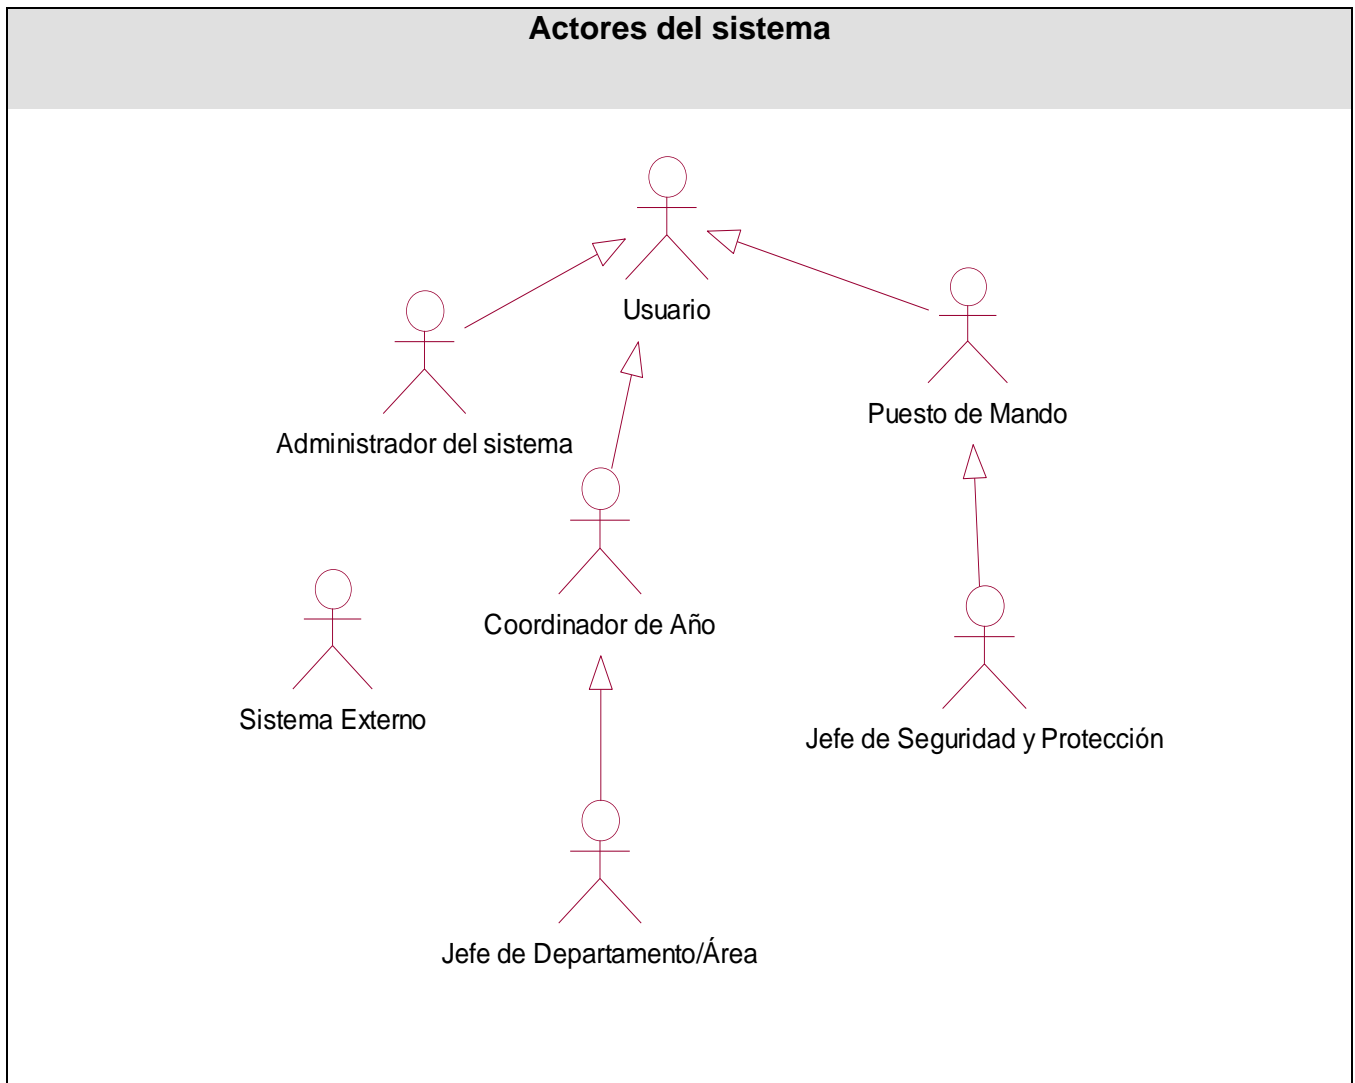 Actores del sistema
Usuario
Puesto de Mando
Administrador del sistema
Coordinador de Año
Sistema Externo
Jefe de Seguridad y Protección
Jefe de Departamento/Área